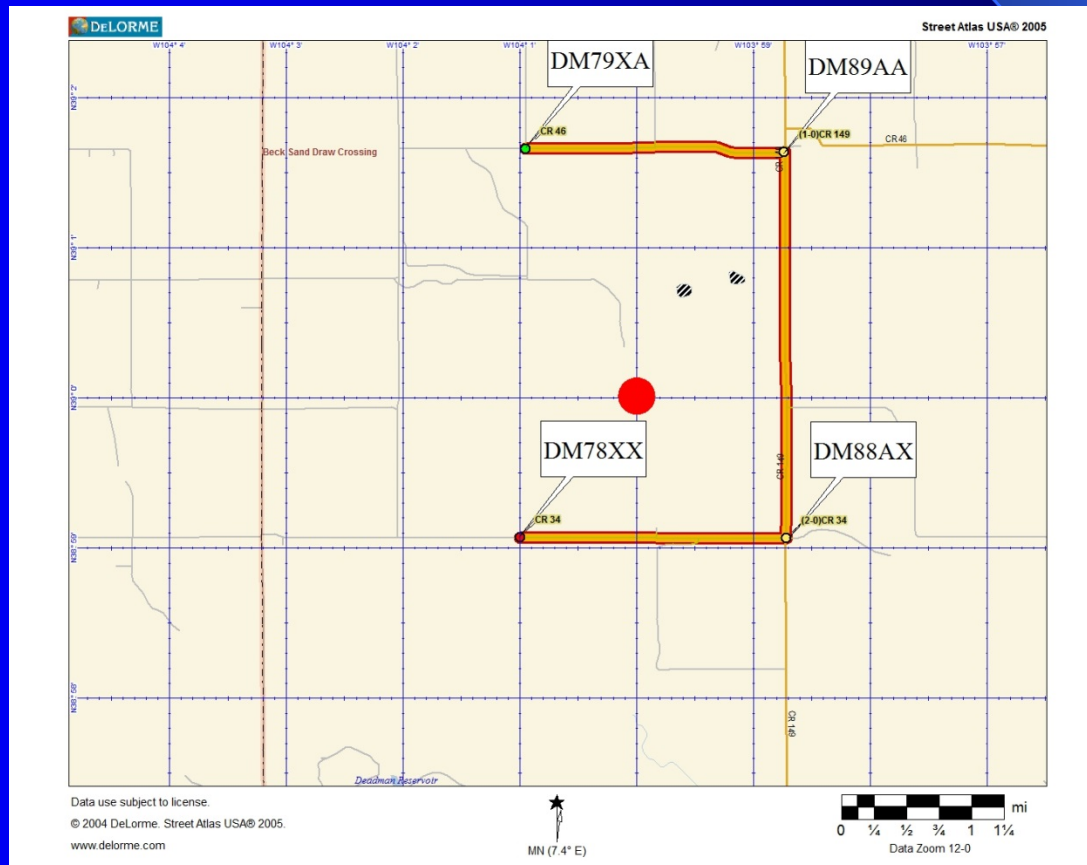 DELORME
Street Atlas USA® 2005
W104° 4'
W104° 3'
W104° 2'
W104° 1'
W103° 59'
W103° 57'
DM79XA
DM89AA
N39° 2'
CR 46
(1-0)CR 149
CR 46
Beck Sand Draw Crossing
N39° 1'
N39° 0'
DM78XX
DM88AX
CR 149
CR 34
(2-0)CR 34
N38° 59'
N38° 58'
CR 149
Deadman Reservoir
Data use subject to license.
© 2004 DeLorme. Street Atlas USA® 2005.
www.delorme.com
MN (7.4° E)
mi
0 ¼ ½ ¾ 1 1¼
Data Zoom 12-0